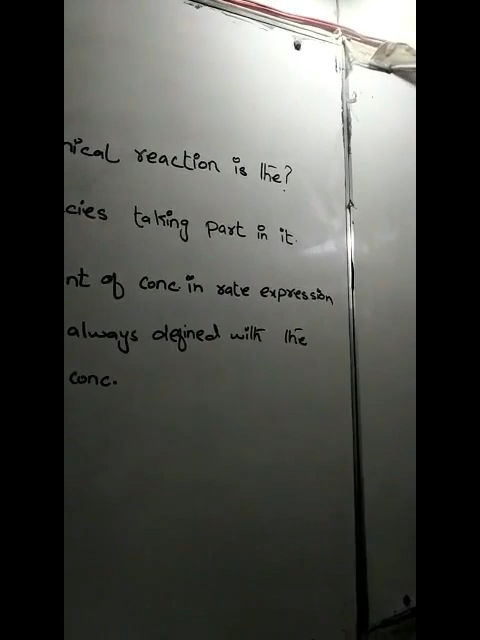 nical reaction is the?
cies taking part in it.
nt of conc in rate expression
always defined with the
conc.